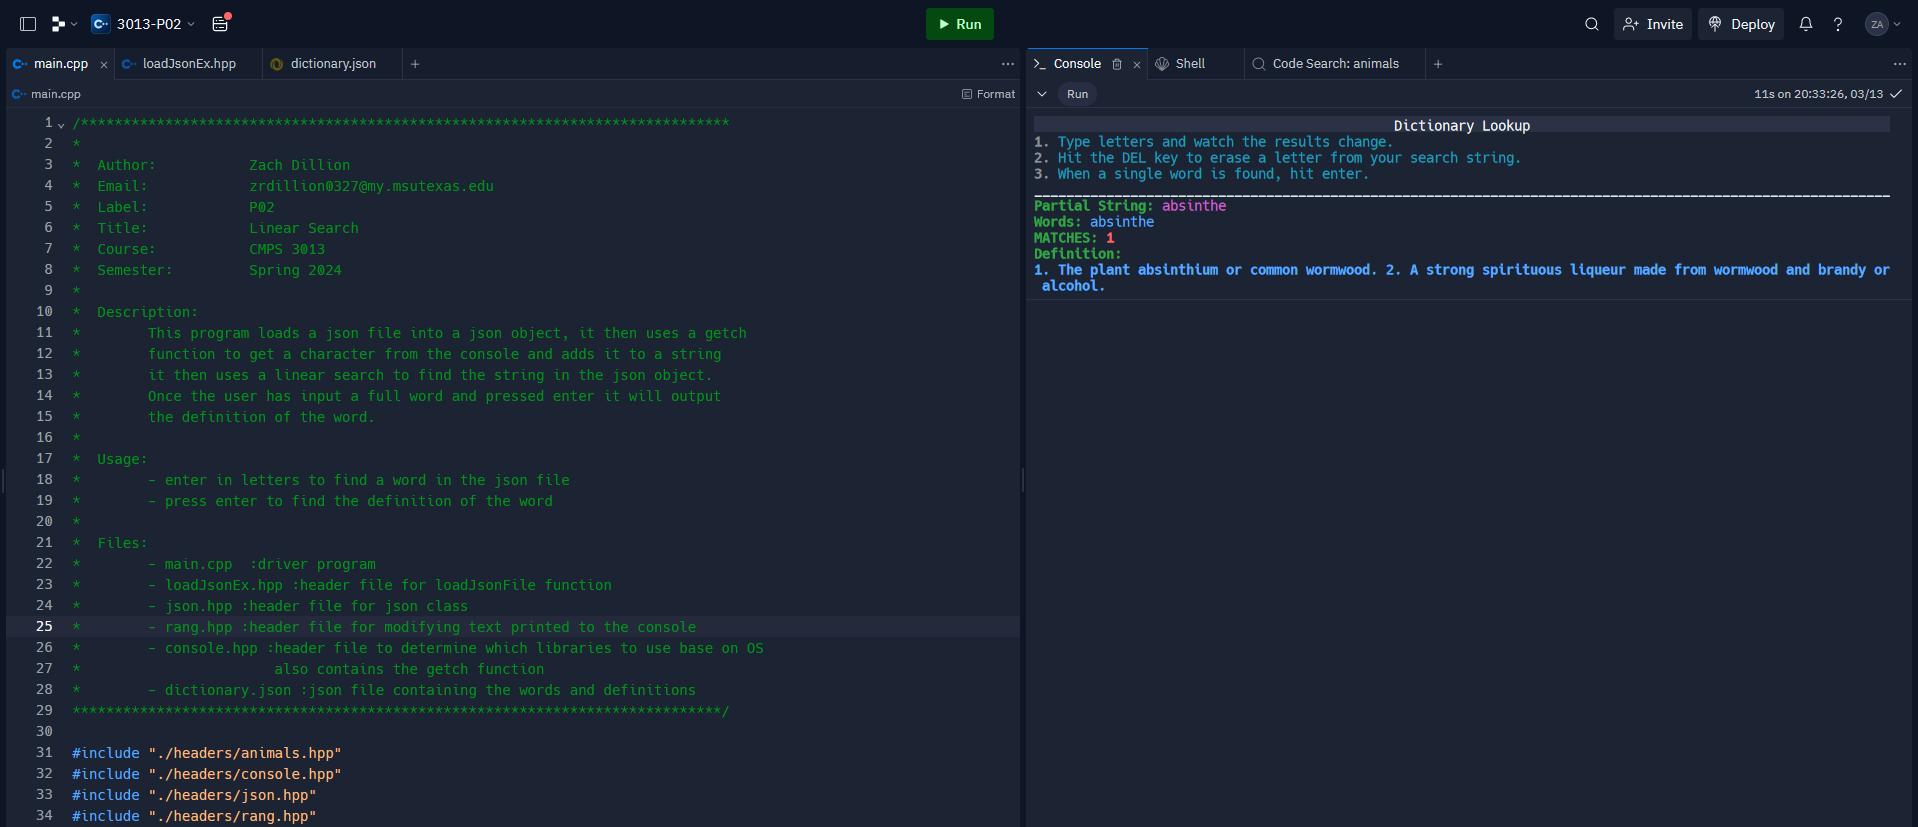 3013-P02
Run
Invite
Deploy
?
ZA
main.cpp
loadJsonEx.hpp
dictionary.json
main.cpp
Format
1 /*****************************************************************************
2 *
3 *  Author:           Zach Dillion
4 *  Email:            zrdillion0327@my.msutexas.edu
5 *  Label:            P02
6 *  Title:            Linear Search
7 *  Course:           CMPS 3013
8 *  Semester:         Spring 2024
9 *
10 *  Description:
11 *        This program loads a json file into a json object, it then uses a getch
12 *        function to get a character from the console and adds it to a string
13 *        it then uses a linear search to find the string in the json object.
14 *        Once the user has input a full word and pressed enter it will output
15 *        the definition of the word.
16 *
17 *  Usage:
18 *        - enter in letters to find a word in the json file
19 *        - press enter to find the definition of the word
20 *
21 *  Files:
22 *        - main.cpp  :driver program
23 *        - loadJsonEx.hpp :header file for loadJsonFile function
24 *        - json.hpp :header file for json class
25 *        - rang.hpp :header file for modifying text printed to the console
26 *        - console.hpp :header file to determine which libraries to use base on OS
27 *                       also contains the getch function
28 *        - dictionary.json :json file containing the words and definitions
29 *****************************************************************************/
30
31 #include "./headers/animals.hpp"
32 #include "./headers/console.hpp"
33 #include "./headers/json.hpp"
34 #include "./headers/rang.hpp"
Console
Shell
Code Search: animals
Run
11s on 20:33:26, 03/13
Dictionary Lookup
1. Type letters and watch the results change.
2. Hit the DEL key to erase a letter from your search string.
3. When a single word is found, hit enter.
Partial String: absinthe
Words: absinthe
MATCHES: 1
Definition:
1. The plant absinthium or common wormwood. 2. A strong spirituous liqueur made from wormwood and brandy or
alcohol.